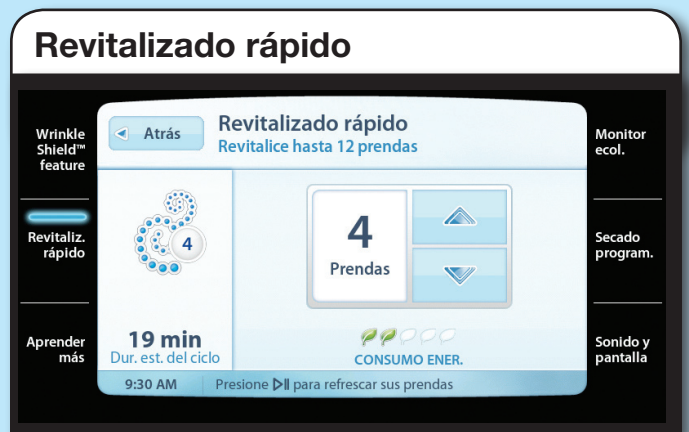 Revitalizado rápido
Wrinkle
Shield™
feature
Revitaliz.
rápido
Aprender
más
Atrás
Revitalizado rápido
Revitalice hasta 12 prendas
4
19 min
Dur. est. del ciclo
4
Prendas
CONSUMO ENER.
9:30 AM
Presione para refrescar sus prendas
Monitor
ecol.
Secado
program.
Sonido y
pantalla